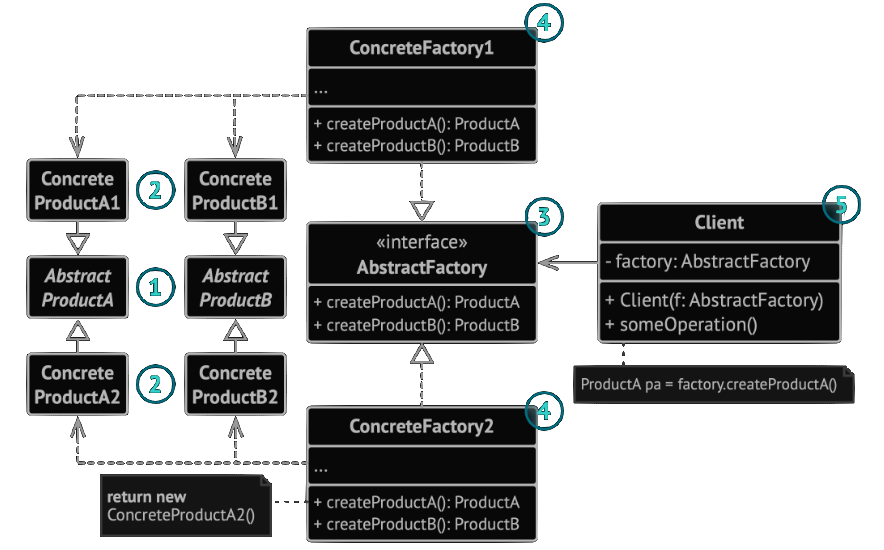 4
ConcreteFactory1
...
+ createProductA(): ProductA
+ createProductB(): ProductB
Concrete
ProductA1
2
Concrete
ProductB1
3
«interface»
AbstractFactory
+ createProductA(): ProductA
+ createProductB(): ProductB
5
Client
- factory: AbstractFactory
+ Client(f: AbstractFactory)
+ someOperation()
Abstract
ProductA
1
Abstract
ProductB
Concrete
ProductA2
2
Concrete
ProductB2
ProductA pa = factory.createProductA()
4
ConcreteFactory2
...
+ createProductA(): ProductA
+ createProductB(): ProductB
return new
ConcreteProductA2()